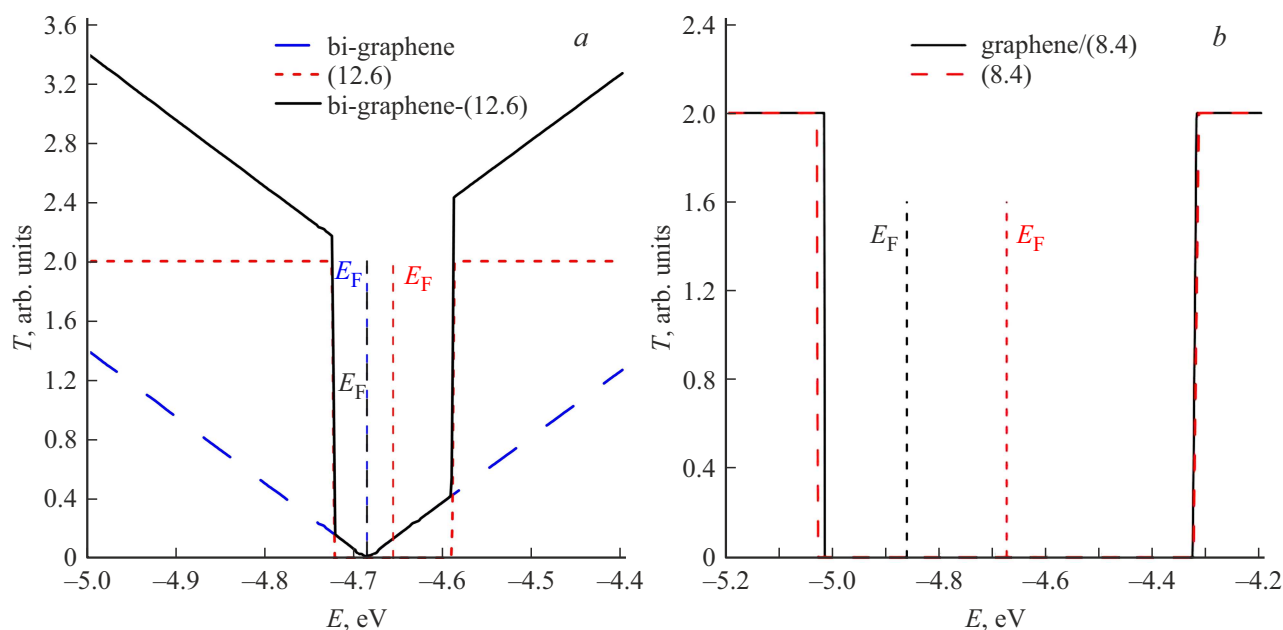 3.6
3.2
2.8
2.4
2.0
1.6
1.2
0.8
0.4
0
T, arb. units
bi-graphene
(12.6)
bi-graphene-(12.6)
a
E_F
E_F
E_F
–5.0 –4.9 –4.8 –4.7 –4.6 –4.5 –4.4
E, eV
2.4
2.0
1.6
1.2
0.8
0.4
0
T, arb. units
graphene/(8.4)
(8.4)
b
E_F
E_F
–5.2 –5.0 –4.8 –4.6 –4.4 –4.2
E, eV